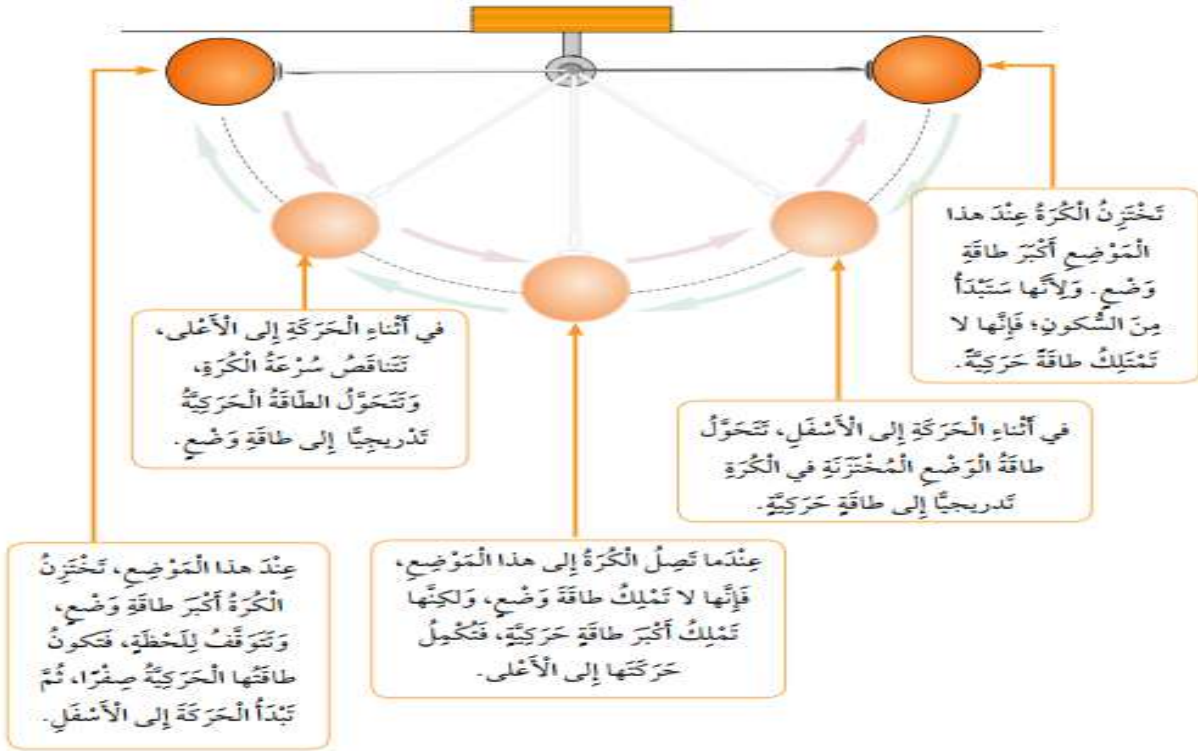 تَخْتَزِنُ الْكُرَةُ عِنْدَ هذا
الْمَوْضِعِ أَكْبَرَ طاقَةِ
وَضْعٍ. وَلِأَنَّها سَتَبْدَأُ
مِنَ السُّكونِ؛ فَإِنَّها لا
تَمْتَلِكُ طاقَةً حَرَكِيَّةً.
في أَثْناءِ الْحَرَكَةِ إِلى الْأَسْفَلِ، تَتَحَوَّلُ
طاقَةُ الْوَضْعِ الْمُخْتَزَنَةِ في الْكُرَةِ
تَدريجيًّا إِلى طاقَةٍ حَرَكِيَّةٍ.
عِنْدَما تَصِلُ الْكُرَةُ إِلى هذا الْمَوْضِعِ،
فَإِنَّها لا تَمْلِكُ طاقَةَ وَضْعٍ، وَلكِنَّها
تَمْلِكُ أَكْبَرَ طاقَةٍ حَرَكِيَّةٍ، فَتُكْمِلُ
حَرَكَتَها إِلى الْأَعْلى.
في أَثْناءِ الْحَرَكَةِ إِلى الْأَعْلى،
تَتَناقَصُ سُرْعَةُ الْكُرَةِ،
وَتَتَحَوَّلُ الطّاقَةُ الْحَرَكِيَّةُ
تَدْريجِيًّا إِلى طاقَةِ وَضْعٍ.
عِنْدَ هذا الْمَوْضِعِ، تَخْتَزِنُ
الْكُرَةُ أَكْبَرَ طاقَةِ وَضْعٍ،
وَتَتَوَقَّفُ لِلَحْظَةٍ، فَتَكونُ
طاقَتُها الْحَرَكِيَّةُ صِفْرًا، ثُمَّ
تَبْدَأُ الْحَرَكَةَ إِلى الْأَسْفَلِ.